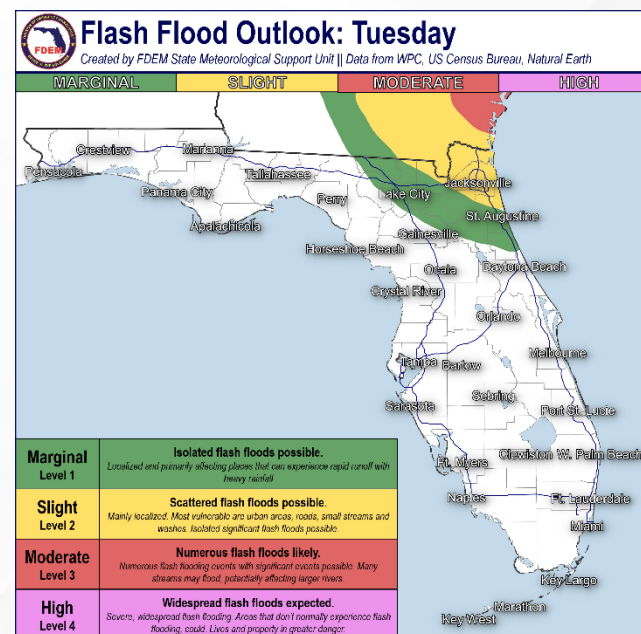 Flash Flood Outlook: Tuesday
FDEM
Created by FDEM State Meteorological Support Unit || Data from WPC, US Census Bureau, Natural Earth
MARGINAL SLIGHT MODERATE HIGH
Pensacola
Crestview
Marianna
Panama City
Tallahassee
Apalachicola
Perry
Lake City
Jacksonville
St. Augustine
Gainesville
Horseshoe Beach
Ocala
Daytona Beach
Crystal River
Orlando
Tampa
Bartow
Melbourne
Sarasota
Sebring
Port St. Lucie
Ft. Myers
Clewiston
W. Palm Beach
Naples
Ft. Lauderdale
Miami
Key Largo
Marathon
Key West
Marginal
Level 1
Isolated flash floods possible.
Localized and primarily affecting places that can experience rapid runoff with
heavy rainfall
Slight
Level 2
Scattered flash floods possible.
Mainly localized. Most vulnerable are urban areas, roads, small streams and
washes. Isolated significant flash floods possible.
Moderate
Level 3
Numerous flash floods likely.
Numerous flash flooding events with significant events possible. Many
streams may flood, potentially affecting larger rivers.
High
Level 4
Widespread flash floods expected.
Severe, widespread flash flooding. Areas that don't normally experience flash
flooding, could. Lives and property in greater danger.